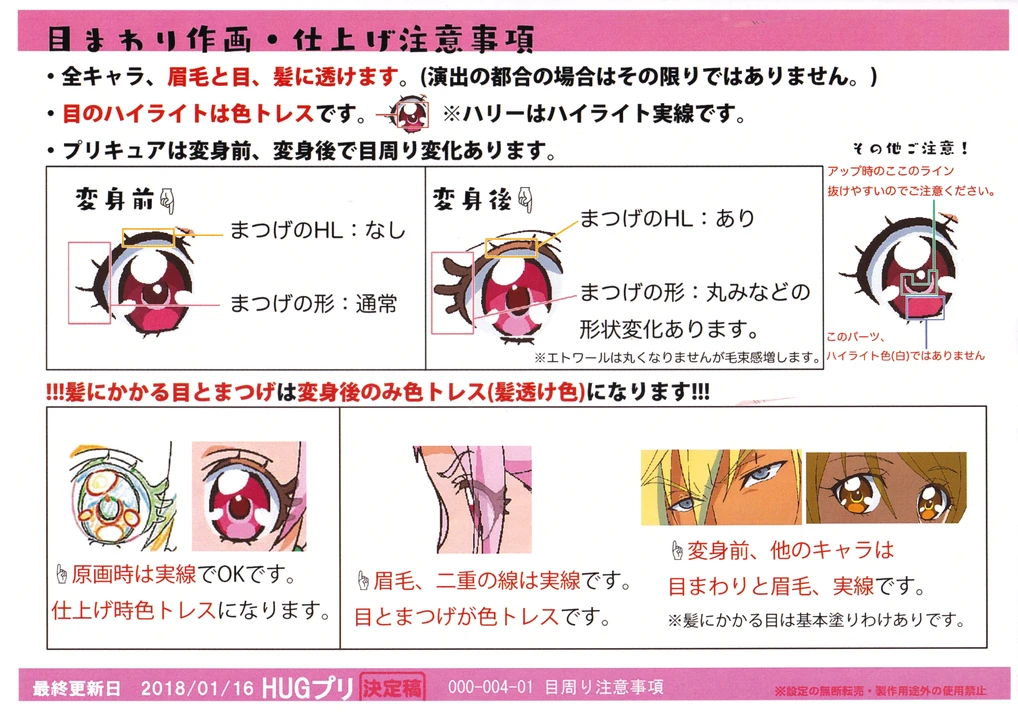 目まわり作画・仕上げ注意事項
・全キャラ、眉毛と目、髪に透けます。(演出の都合の場合はその限りではありません。)
・目のハイライトは色トレスです。 ※ハリーはハイライト実線です。
・プリキュアは変身前、変身後で目周り変化あります。
変身前
まつげのHL：なし
まつげの形：通常
変身後
まつげのHL：あり
まつげの形：丸みなどの
形状変化あります。
※エトワールは丸くなりませんが毛束感増します。
その他ご注意！
アップ時のここのライン
抜けやすいのでご注意ください。
このパーツ、
ハイライト色(白)ではありません
!!!髪にかかる目とまつげは変身後のみ色トレス(髪透け色)になります!!!
原画時は実線でOKです。
仕上げ時色トレスになります。
眉毛、二重の線は実線です。
目とまつげが色トレスです。
変身前、他のキャラは
目まわりと眉毛、実線です。
※髪にかかる目は基本塗りわけありです。
最終更新日 2018/01/16 HUGプリ 決定稿 000-004-01 目周り注意事項
※設定の無断転売・製作用途外の使用禁止